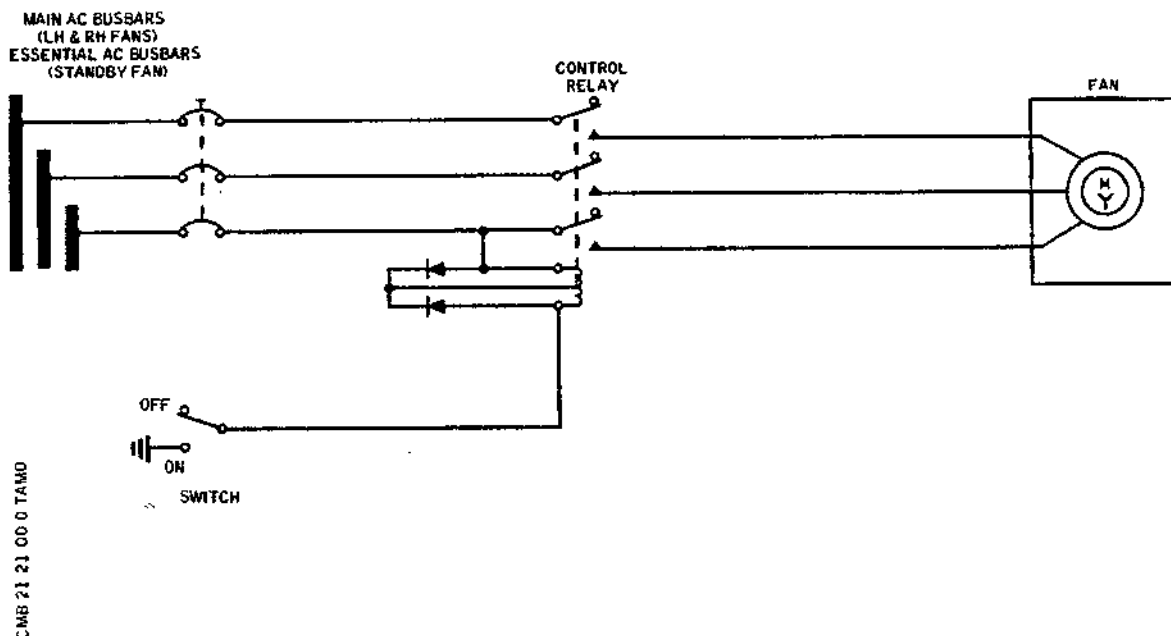 MAIN AC BUSBARS
(LH & RH FANS)
ESSENTIAL AC BUSBARS
(STANDBY FAN)
CONTROL
RELAY
FAN
M
OFF
ON
SWITCH
CMB 21 21 00 0 TAMO